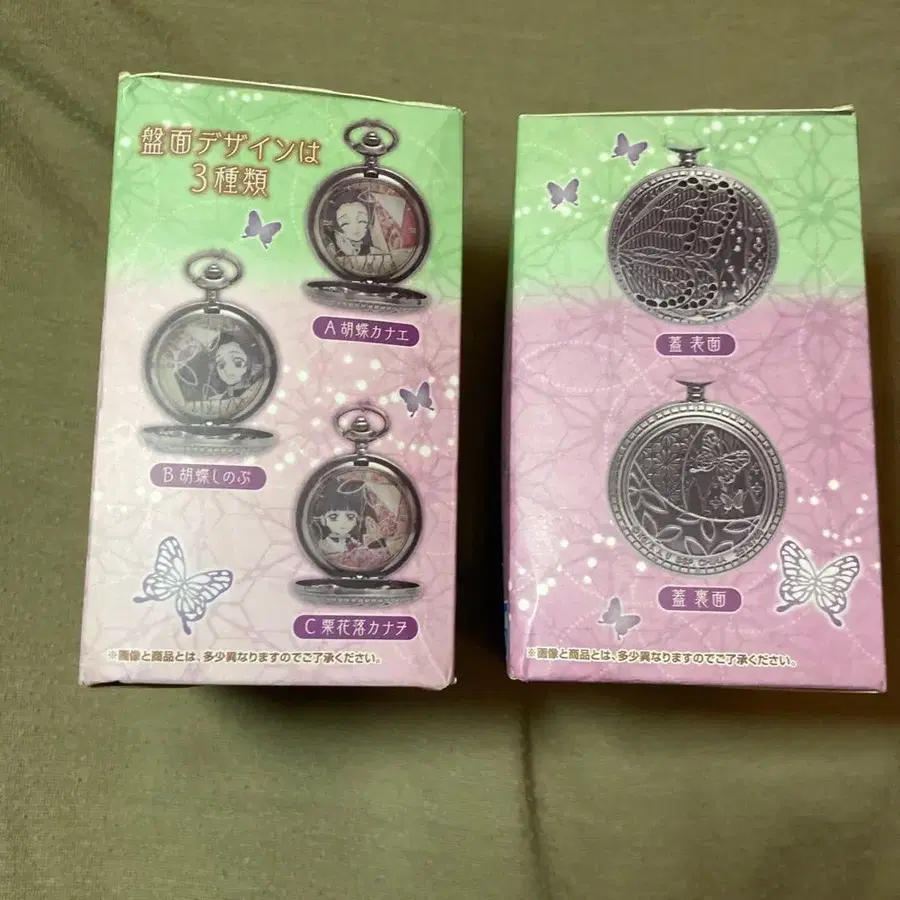 盤面デザインは
3種類
A 胡蝶カナエ
B 胡蝶しのぶ
C 栗花落カナヲ
※画像と商品とは、多少異なりますのでご了承ください。
蓋 表面
蓋 裏面
※画像と商品とは、多少異なりますのでご了承ください。